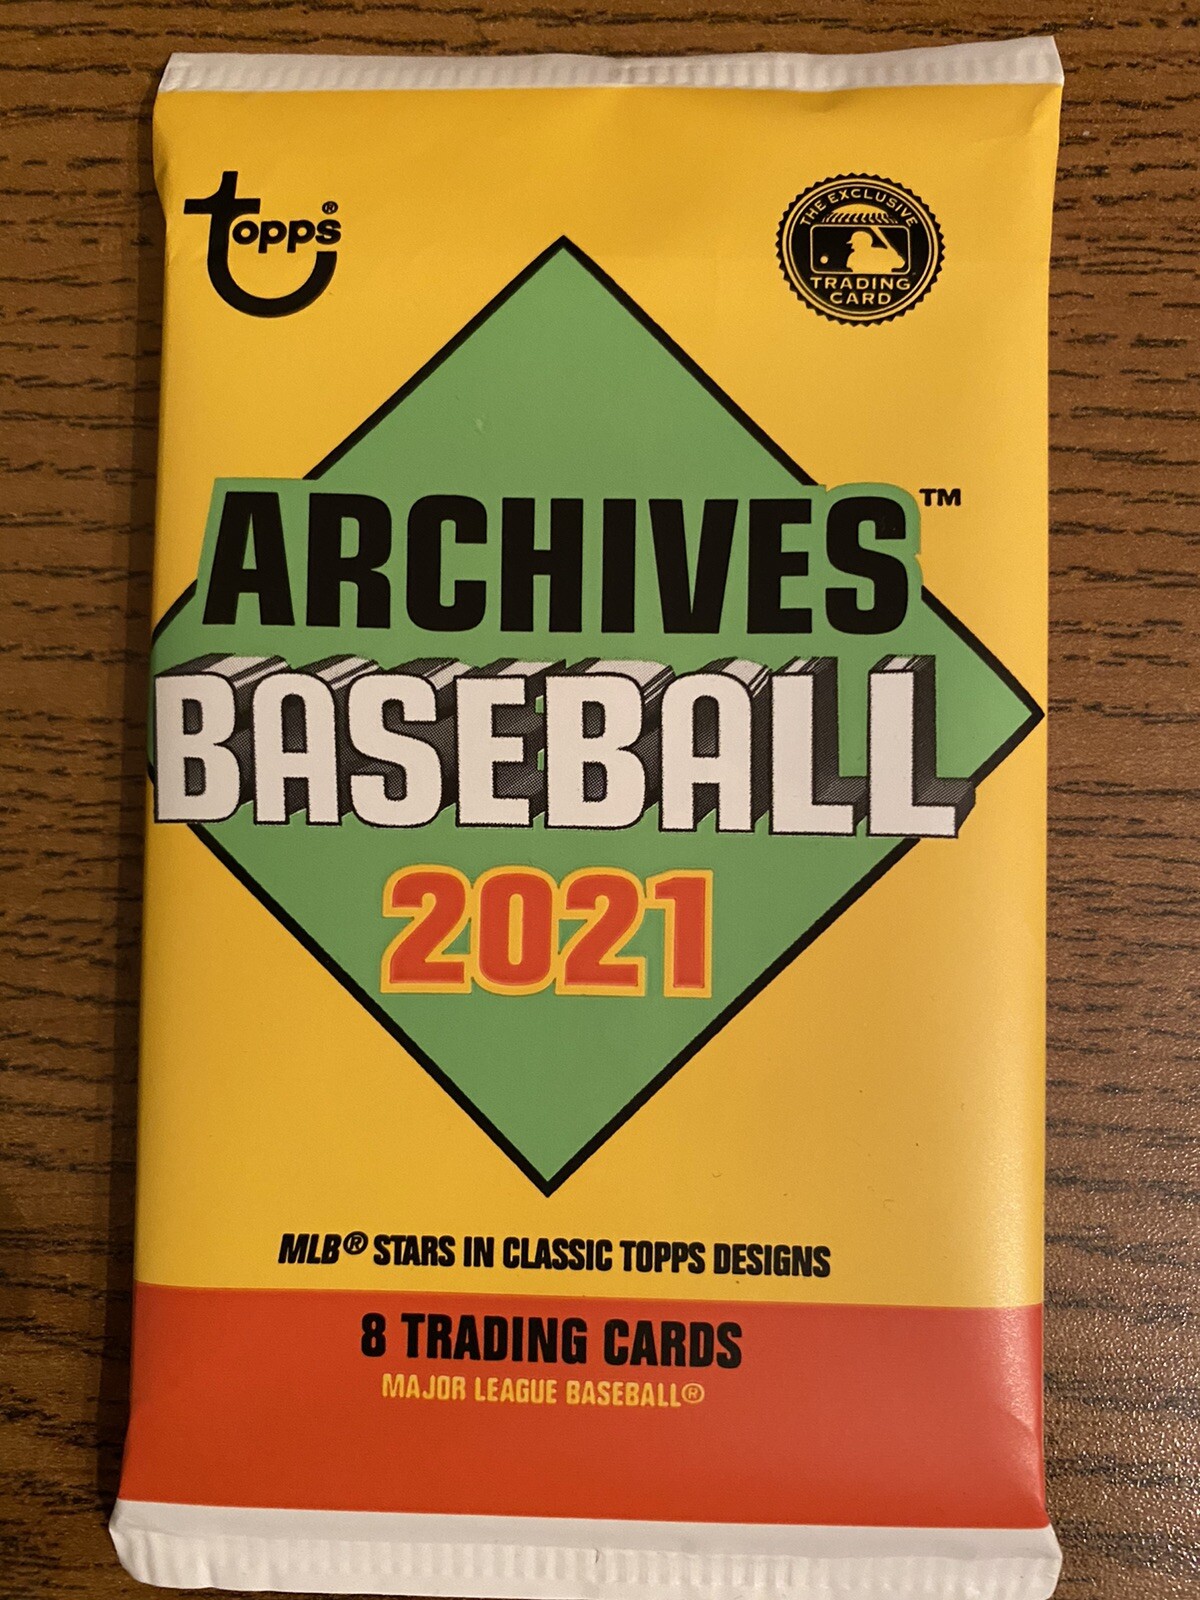 topps®
THE EXCLUSIVE
TRADING
CARD
ARCHIVES™
BASEBALL
2021
MLB® STARS IN CLASSIC TOPPS DESIGNS
8 TRADING CARDS
MAJOR LEAGUE BASEBALL®